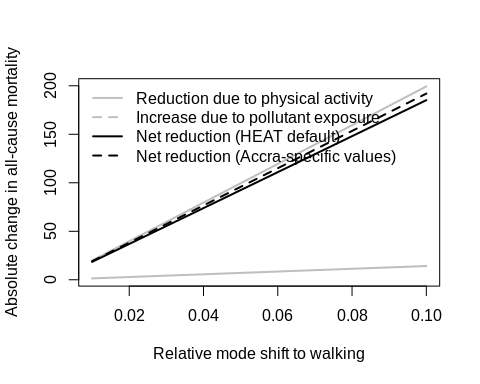 Absolute change in all-cause mortality
200
150
100
50
0
Reduction due to physical activity
Increase due to pollutant exposure
Net reduction (HEAT default)
Net reduction (Accra-specific values)
0.02 0.04 0.06 0.08 0.10
Relative mode shift to walking